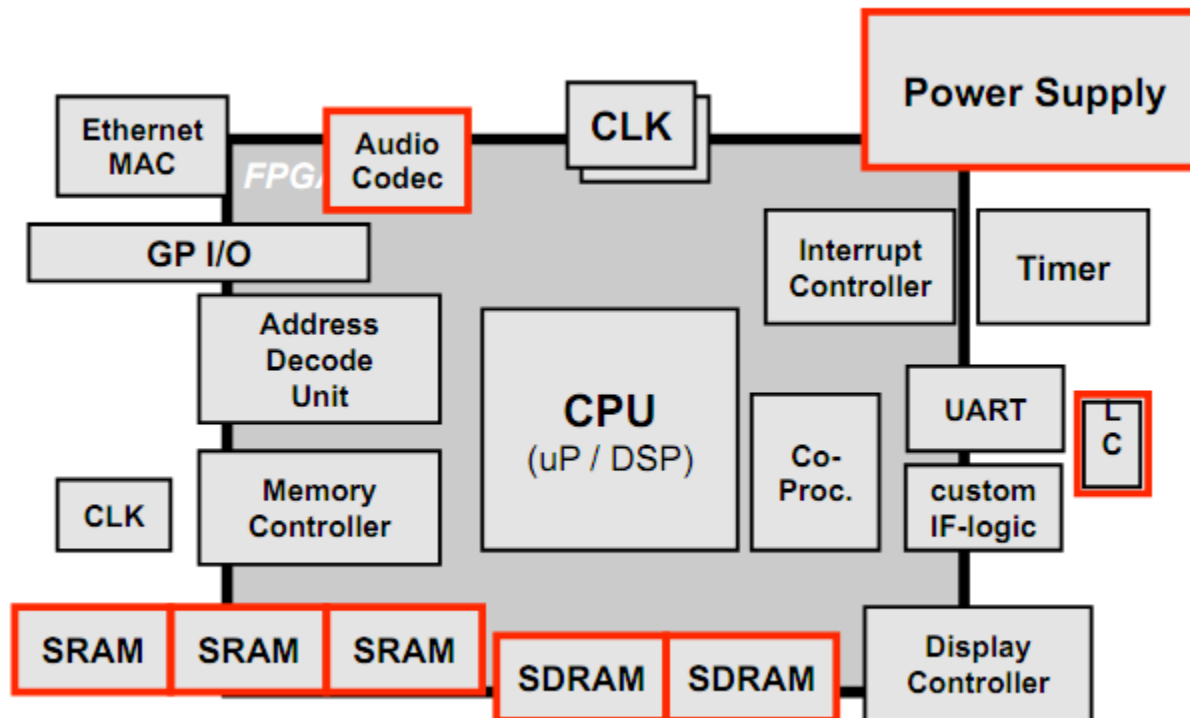 Power Supply
Ethernet
MAC
Audio
Codec
CLK
FPGA
GP I/O
Interrupt
Controller
Timer
Address
Decode
Unit
CPU
(uP / DSP)
UART
L
C
Co-
Proc.
custom
IF-logic
CLK
Memory
Controller
SRAM
SRAM
SRAM
SDRAM
SDRAM
Display
Controller